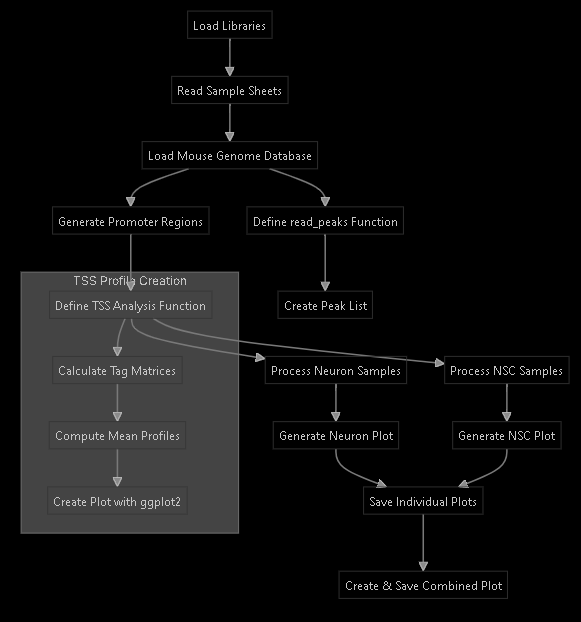 Load Libraries
Read Sample Sheets
Load Mouse Genome Database
Generate Promoter Regions
Define read_peaks Function
TSS Profile Creation
Define TSS Analysis Function
Create Peak List
Calculate Tag Matrices
Process Neuron Samples
Process NSC Samples
Compute Mean Profiles
Generate Neuron Plot
Generate NSC Plot
Create Plot with ggplot2
Save Individual Plots
Create & Save Combined Plot